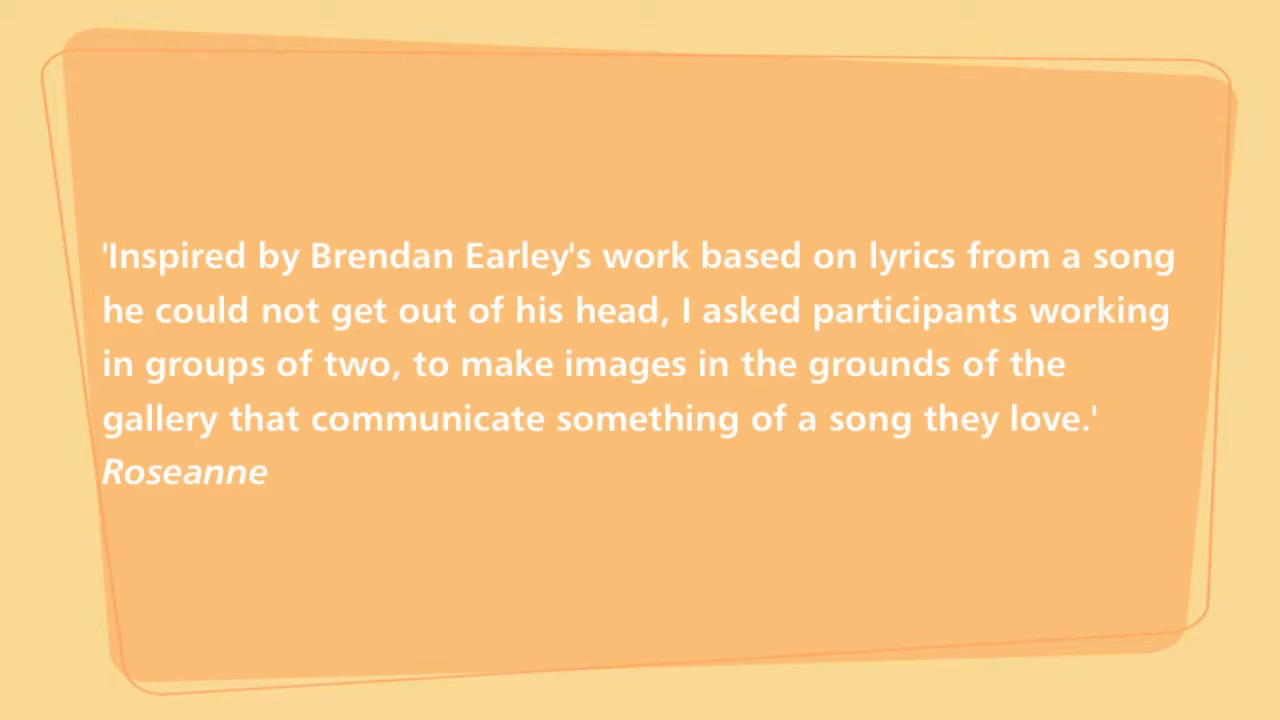 'Inspired by Brendan Earley's work based on lyrics from a song
he could not get out of his head, I asked participants working
in groups of two, to make images in the grounds of the
gallery that communicate something of a song they love.'
Roseanne